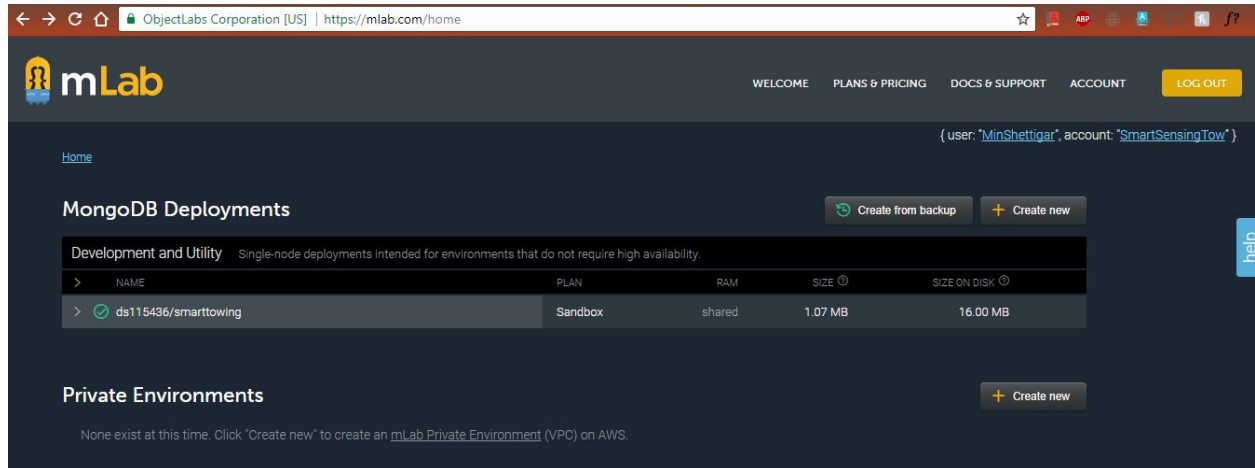 ObjectLabs Corporation [US] | https://mlab.com/home
ABP
f?
mLab
WELCOME PLANS & PRICING DOCS & SUPPORT ACCOUNT LOG OUT
{ user: "MinShettigar", account: "SmartSensingTow" }
Home
MongoDB Deployments
Create from backup
+ Create new
Development and Utility Single-node deployments intended for environments that do not require high availability.
> NAME PLAN RAM SIZE ? SIZE ON DISK ?
> ds115436/smarttowing Sandbox shared 1.07 MB 16.00 MB
help
Private Environments
+ Create new
None exist at this time. Click "Create new" to create an mLab Private Environment (VPC) on AWS.